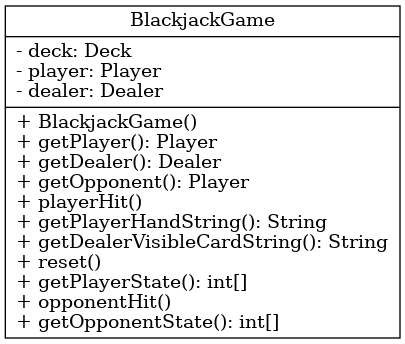 BlackjackGame
- deck: Deck
- player: Player
- dealer: Dealer
+ BlackjackGame()
+ getPlayer(): Player
+ getDealer(): Dealer
+ getOpponent(): Player
+ playerHit()
+ getPlayerHandString(): String
+ getDealerVisibleCardString(): String
+ reset()
+ getPlayerState(): int[]
+ opponentHit()
+ getOpponentState(): int[]